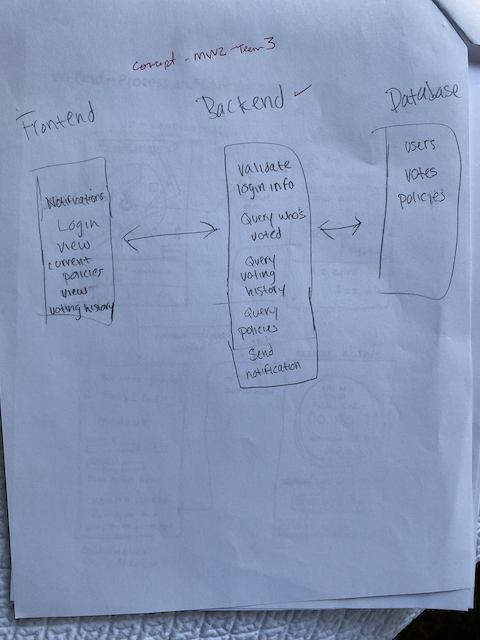 concept - MW2 - Team 3
Frontend
Backend ✓
Database
Notifications
Login
view
current
policies
view
voting history
validate
login info
Query who's
voted
Query
voting
history
Query
policies
Send
notification
users
votes
policies